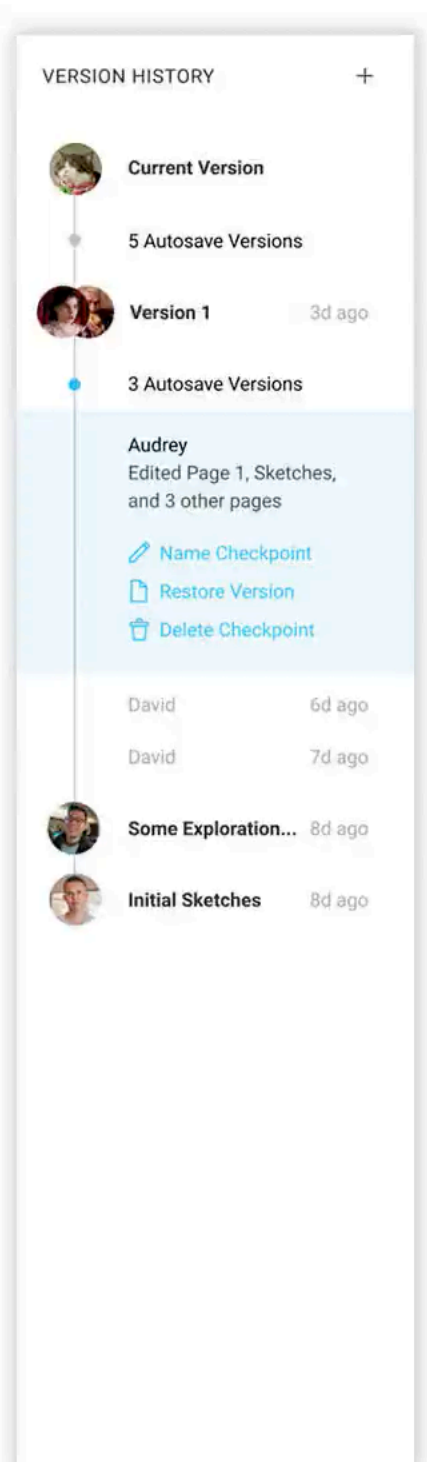 VERSION HISTORY +
Current Version
5 Autosave Versions
Version 1 3d ago
3 Autosave Versions
Audrey
Edited Page 1, Sketches,
and 3 other pages
Name Checkpoint
Restore Version
Delete Checkpoint
David 6d ago
David 7d ago
Some Exploration... 8d ago
Initial Sketches 8d ago